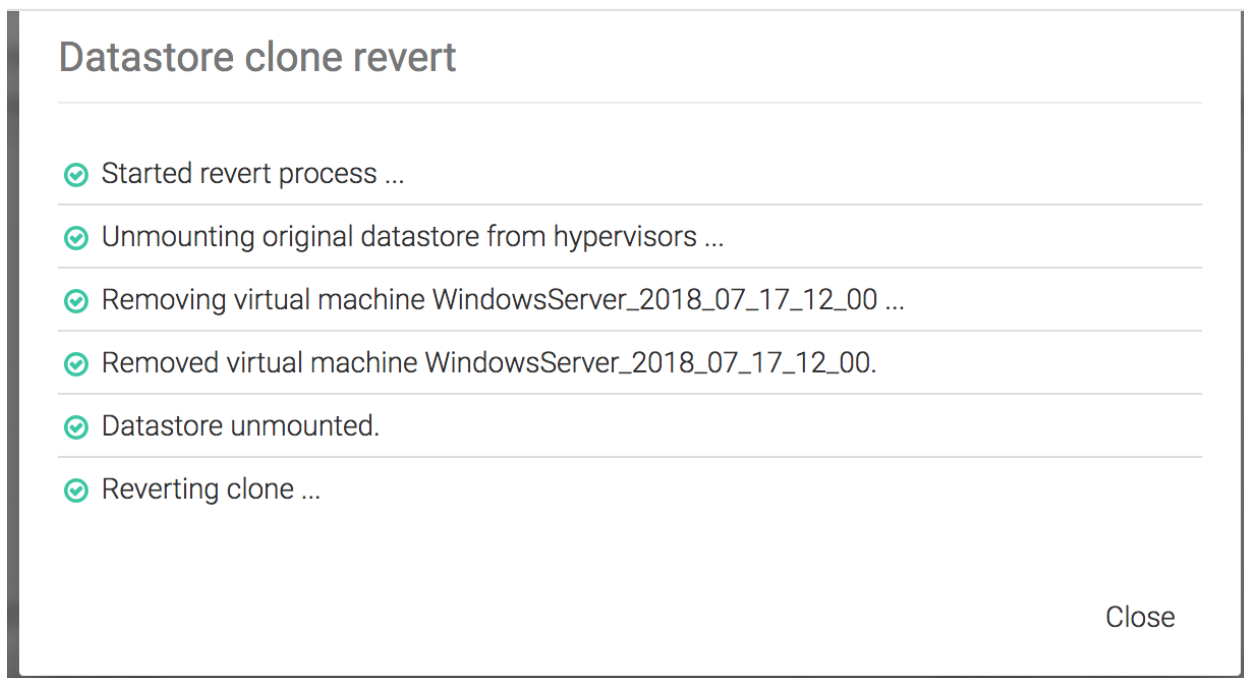 Datastore clone revert
Started revert process ...
Unmounting original datastore from hypervisors ...
Removing virtual machine WindowsServer_2018_07_17_12_00 ...
Removed virtual machine WindowsServer_2018_07_17_12_00.
Datastore unmounted.
Reverting clone ...
Close